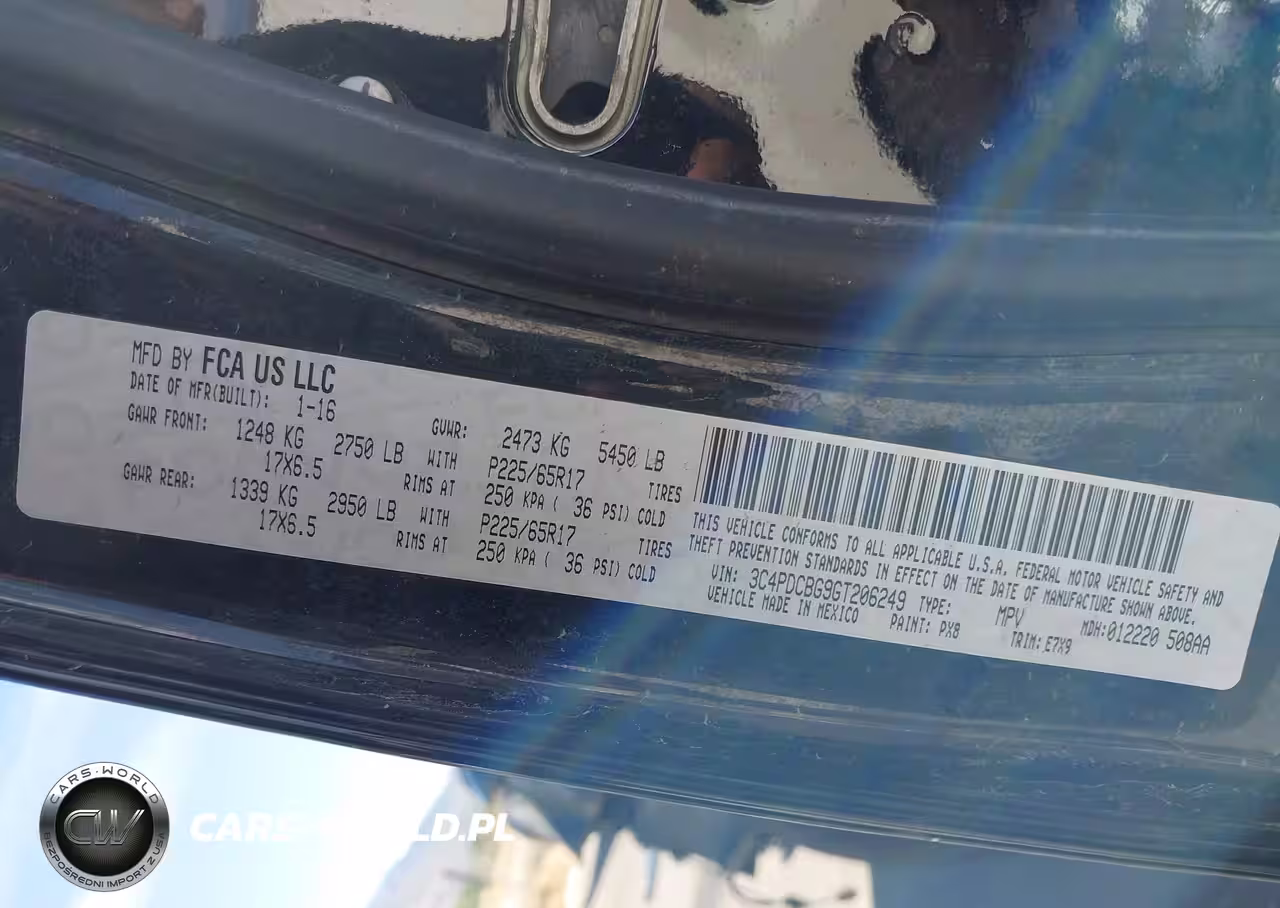 MFD BY FCA US LLC
DATE OF MFR(BUILT): 1-16
GVWR: 2473 KG 5450 LB
GAWR FRONT: 1248 KG 2750 LB WITH P225/65R17 TIRES
17X6.5 RIMS AT 250 KPA ( 36 PSI) COLD
GAWR REAR: 1339 KG 2950 LB WITH P225/65R17 TIRES
17X6.5 RIMS AT 250 KPA ( 36 PSI) COLD
THIS VEHICLE CONFORMS TO ALL APPLICABLE U.S.A. FEDERAL MOTOR VEHICLE SAFETY AND
THEFT PREVENTION STANDARDS IN EFFECT ON THE DATE OF MANUFACTURE SHOWN ABOVE.
VIN: 3C4PDCBG9GT206249 TYPE: MPV MDH:012220 508AA
VEHICLE MADE IN MEXICO PAINT: PX8 TRIM: E7X9
CARS-WORLD
CW
BEZPOŚREDNI IMPORT Z USA
CARS-WORLD.PL